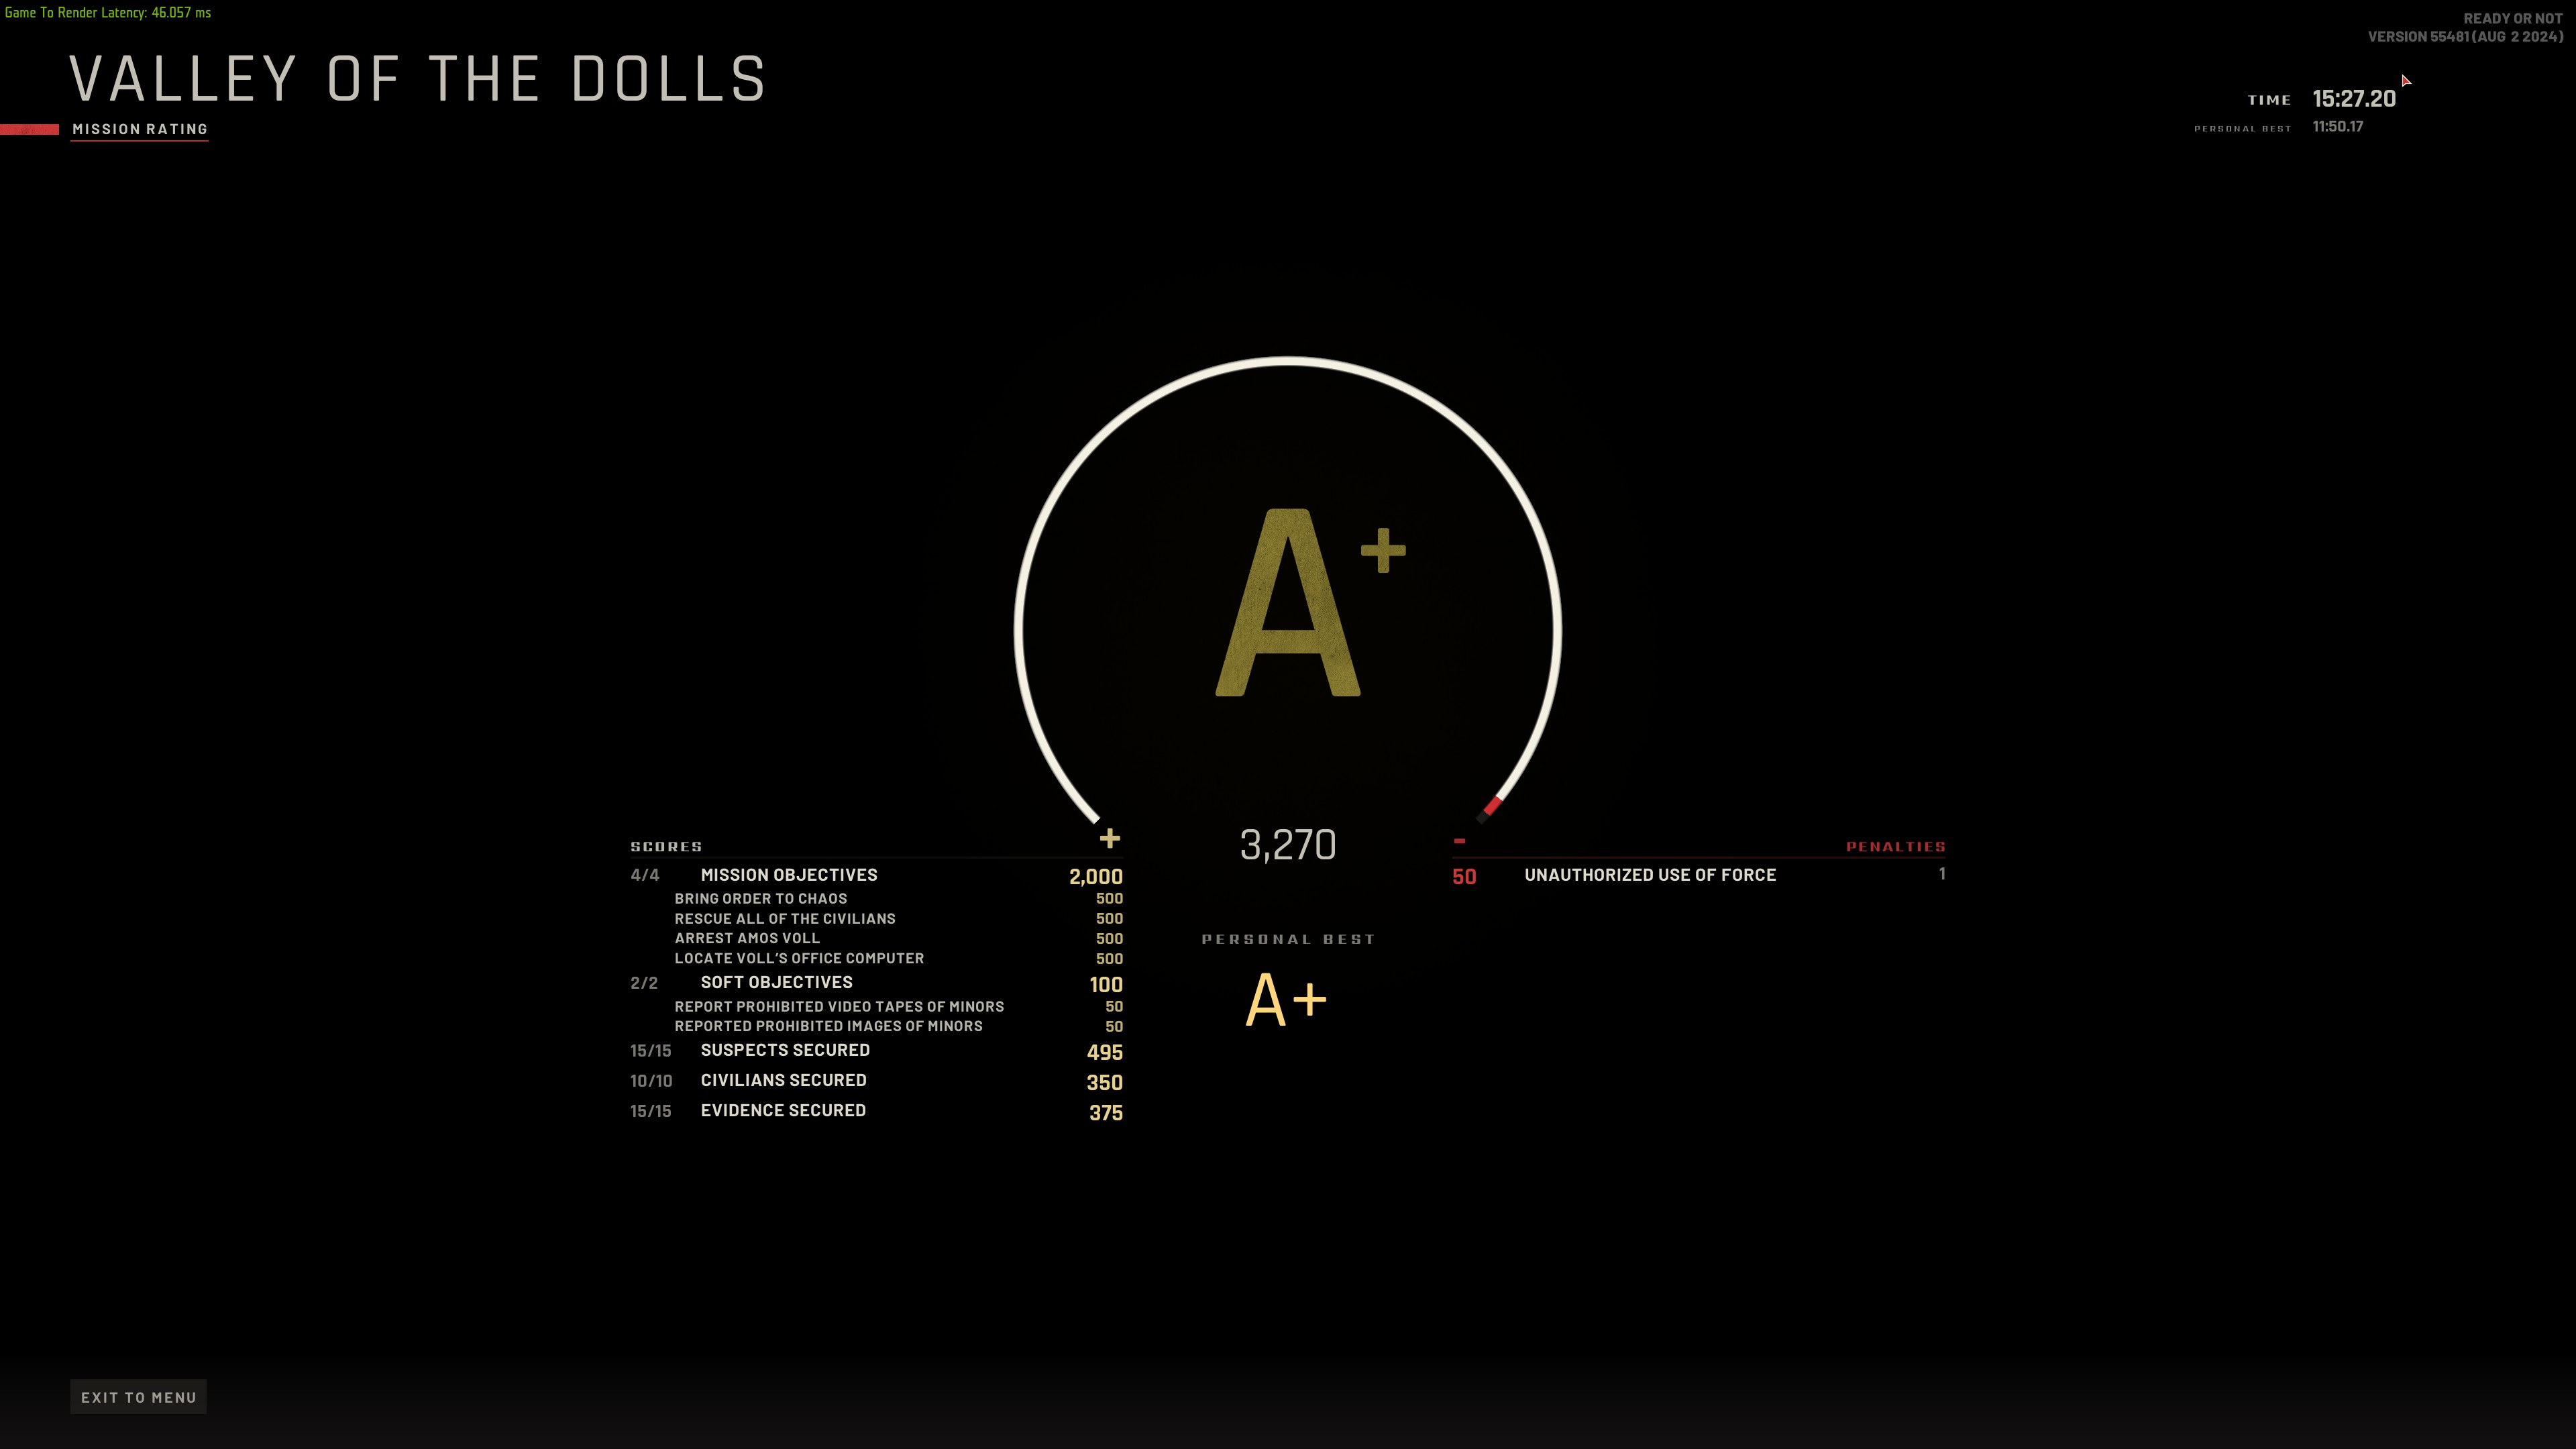 Game To Render Latency: 46.057 ms
READY OR NOT
VERSION 55481 (AUG 2 2024)
VALLEY OF THE DOLLS
MISSION RATING
TIME 15:27.20
PERSONAL BEST 11:50.17
A+
3,270
SCORES +
4/4 MISSION OBJECTIVES 2,000
BRING ORDER TO CHAOS 500
RESCUE ALL OF THE CIVILIANS 500
ARREST AMOS VOLL 500
LOCATE VOLL'S OFFICE COMPUTER 500
2/2 SOFT OBJECTIVES 100
REPORT PROHIBITED VIDEO TAPES OF MINORS 50
REPORTED PROHIBITED IMAGES OF MINORS 50
15/15 SUSPECTS SECURED 495
10/10 CIVILIANS SECURED 350
15/15 EVIDENCE SECURED 375
- PENALTIES
50 UNAUTHORIZED USE OF FORCE 1
PERSONAL BEST
A+
EXIT TO MENU